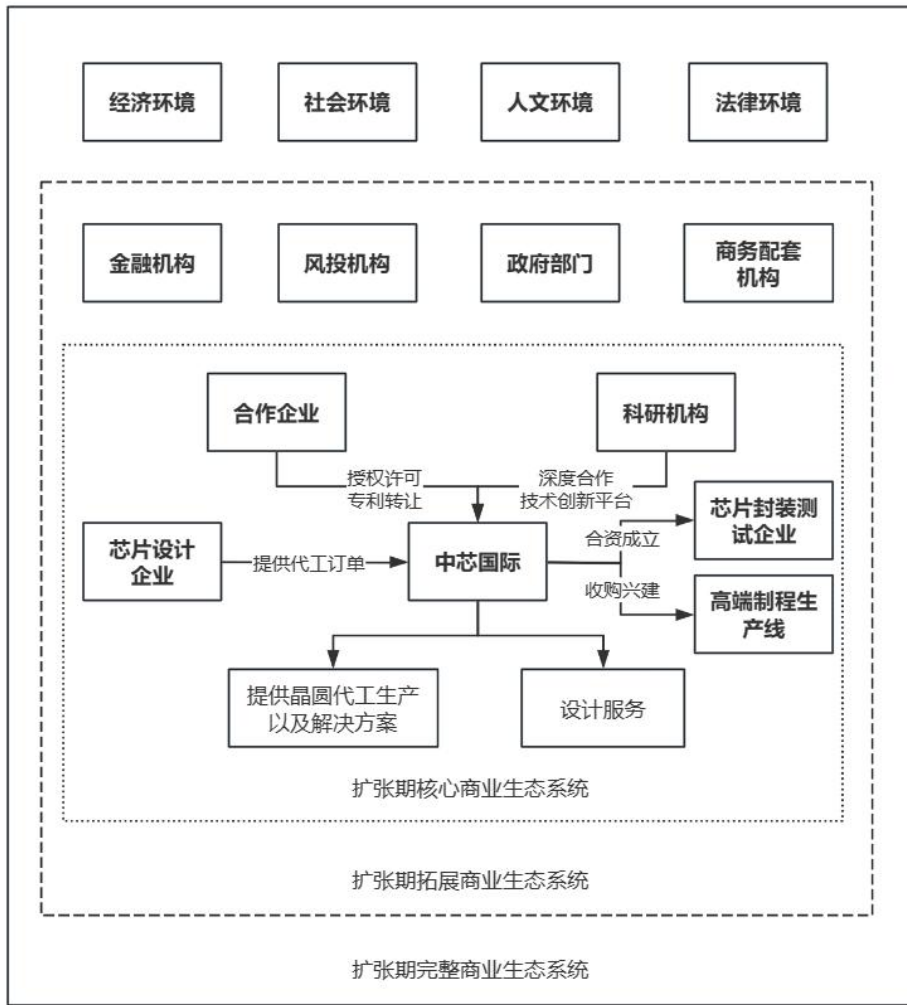 经济环境
社会环境
人文环境
法律环境
金融机构
风投机构
政府部门
商务配套
机构
合作企业
科研机构
授权许可
专利转让
深度合作
技术创新平台
芯片设计
企业
提供代工订单
中芯国际
合资成立
收购兴建
芯片封装测
试企业
高端制程生
产线
提供晶圆代工生产
以及解决方案
设计服务
扩张期核心商业生态系统
扩张期拓展商业生态系统
扩张期完整商业生态系统